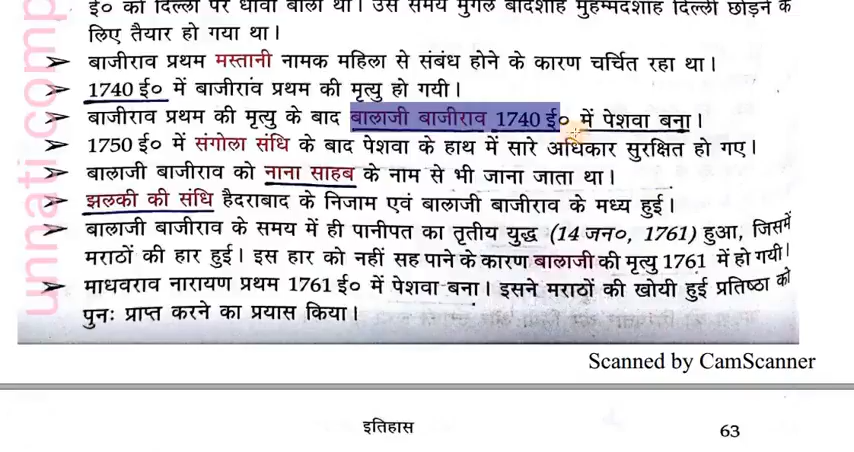 ई० को दिल्ली पर धावा बोला था। उस समय मुगल बादशाह मुहम्मदशाह दिल्ली छोड़ने के
लिए तैयार हो गया था।
➤ बाजीराव प्रथम मस्तानी नामक महिला से संबंध होने के कारण चर्चित रहा था।
➤ 1740 ई० में बाजीराव प्रथम की मृत्यु हो गयी।
➤ बाजीराव प्रथम की मृत्यु के बाद बालाजी बाजीराव 1740 ई० में पेशवा बना।
➤ 1750 ई० में संगोला संधि के बाद पेशवा के हाथ में सारे अधिकार सुरक्षित हो गए।
➤ बालाजी बाजीराव को नाना साहब के नाम से भी जाना जाता था।
➤ झलकी की संधि हैदराबाद के निजाम एवं बालाजी बाजीराव के मध्य हुई।
➤ बालाजी बाजीराव के समय में ही पानीपत का तृतीय युद्ध (14 जन०, 1761) हुआ, जिसमें
मराठों की हार हुई। इस हार को नहीं सह पाने के कारण बालाजी की मृत्यु 1761 में हो गयी।
➤ माधवराव नारायण प्रथम 1761 ई० में पेशवा बना। इसने मराठों की खोयी हुई प्रतिष्ठा को
पुनः प्राप्त करने का प्रयास किया।
unnati.comp
Scanned by CamScanner
इतिहास 63